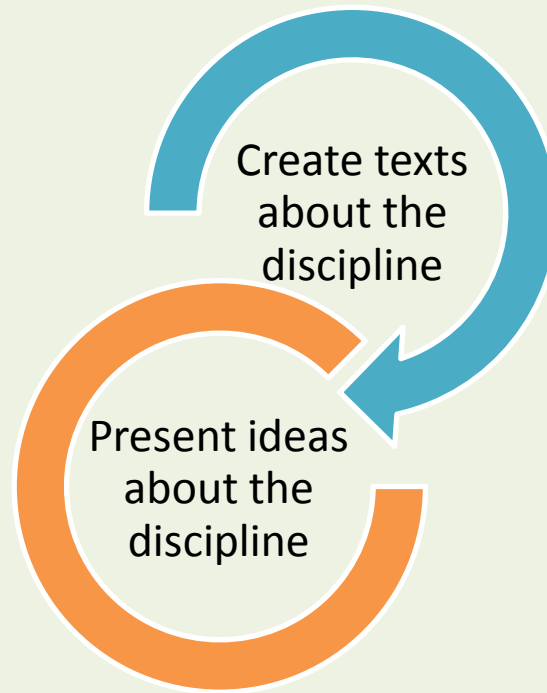 Create texts
about the
discipline
Present ideas
about the
discipline